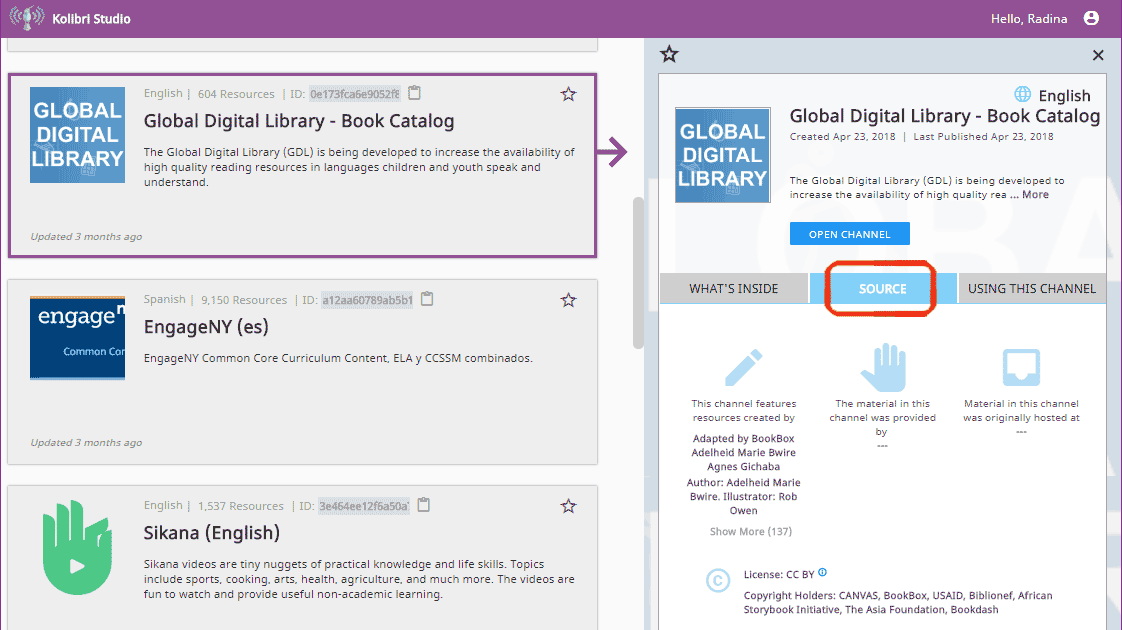 Kolibri Studio
Hello, Radina
English | 604 Resources | ID: 0e173fca6e9052f8
GLOBAL
DIGITAL
LIBRARY
Global Digital Library - Book Catalog
The Global Digital Library (GDL) is being developed to increase the availability of
high quality reading resources in languages children and youth speak and
understand.
Updated 3 months ago
Spanish | 9,150 Resources | ID: a12aa60789ab5b1
engage
Common Cor
EngageNY (es)
EngageNY Common Core Curriculum Content, ELA y CCSSM combinados.
Updated 3 months ago
English | 1,537 Resources | ID: 3e464ee12f6a50a
Sikana (English)
Sikana videos are tiny nuggets of practical knowledge and life skills. Topics
include sports, cooking, arts, health, agriculture, and much more. The videos are
fun to watch and provide useful non-academic learning.
English
GLOBAL
DIGITAL
LIBRARY
Global Digital Library - Book Catalog
Created Apr 23, 2018 | Last Published Apr 23, 2018
The Global Digital Library (GDL) is being developed to
increase the availability of high quality rea ... More
OPEN CHANNEL
WHAT'S INSIDE
SOURCE
USING THIS CHANNEL
This channel features
resources created by
Adapted by BookBox
Adelheid Marie Bwire
Agnes Gichaba
Author: Adelheid Marie
Bwire. Illustrator: Rob
Owen
Show More (137)
The material in this
channel was provided
by
---
Material in this channel
was originally hosted at
---
C
License: CC BY
Copyright Holders: CANVAS, BookBox, USAID, Biblionef, African
Storybook Initiative, The Asia Foundation, Bookdash